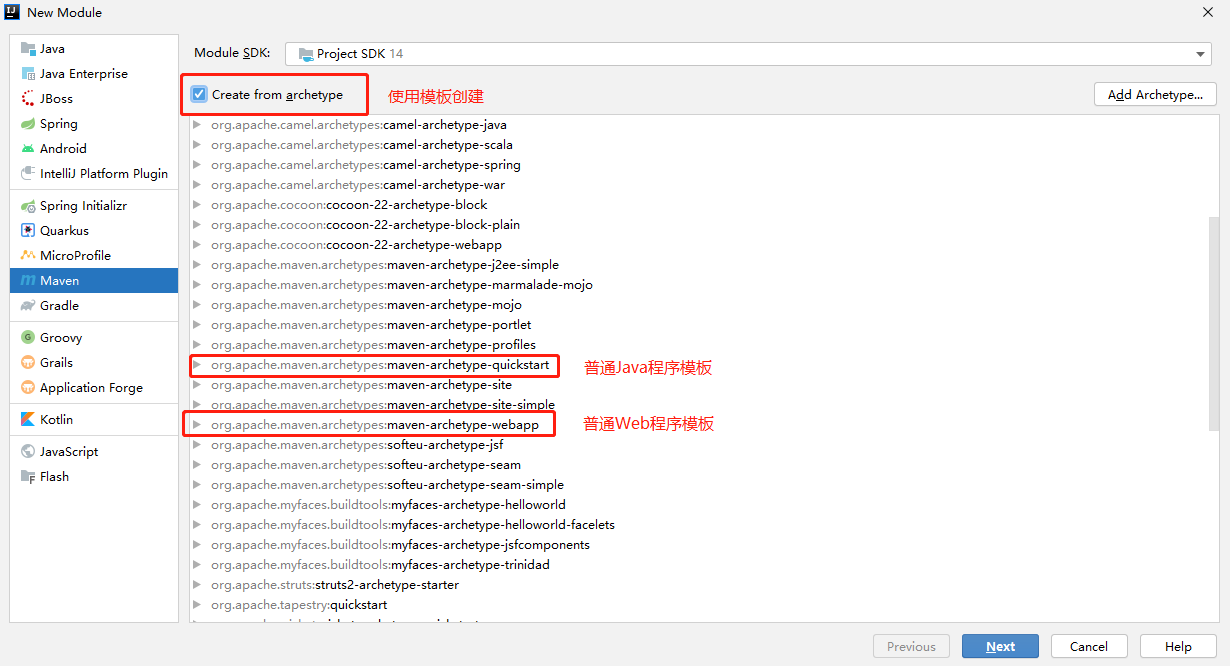 New Module
Java
Java Enterprise
JBoss
Spring
Android
IntelliJ Platform Plugin
Spring Initializr
Quarkus
MicroProfile
Maven
Gradle
Groovy
Grails
Application Forge
Kotlin
JavaScript
Flash
Module SDK: Project SDK 14
Create from archetype 使用模板创建 Add Archetype...
org.apache.camel.archetypes:camel-archetype-java
org.apache.camel.archetypes:camel-archetype-scala
org.apache.camel.archetypes:camel-archetype-spring
org.apache.camel.archetypes:camel-archetype-war
org.apache.cocoon:cocoon-22-archetype-block
org.apache.cocoon:cocoon-22-archetype-block-plain
org.apache.cocoon:cocoon-22-archetype-webapp
org.apache.maven.archetypes:maven-archetype-j2ee-simple
org.apache.maven.archetypes:maven-archetype-marmalade-mojo
org.apache.maven.archetypes:maven-archetype-mojo
org.apache.maven.archetypes:maven-archetype-portlet
org.apache.maven.archetypes:maven-archetype-profiles
org.apache.maven.archetypes:maven-archetype-quickstart 普通Java程序模板
org.apache.maven.archetypes:maven-archetype-site
org.apache.maven.archetypes:maven-archetype-site-simple
org.apache.maven.archetypes:maven-archetype-webapp 普通Web程序模板
org.apache.maven.archetypes:softeu-archetype-jsf
org.apache.maven.archetypes:softeu-archetype-seam
org.apache.maven.archetypes:softeu-archetype-seam-simple
org.apache.myfaces.buildtools:myfaces-archetype-helloworld
org.apache.myfaces.buildtools:myfaces-archetype-helloworld-facelets
org.apache.myfaces.buildtools:myfaces-archetype-jsfcomponents
org.apache.myfaces.buildtools:myfaces-archetype-trinidad
org.apache.struts:struts2-archetype-starter
org.apache.tapestry:quickstart
Previous Next Cancel Help